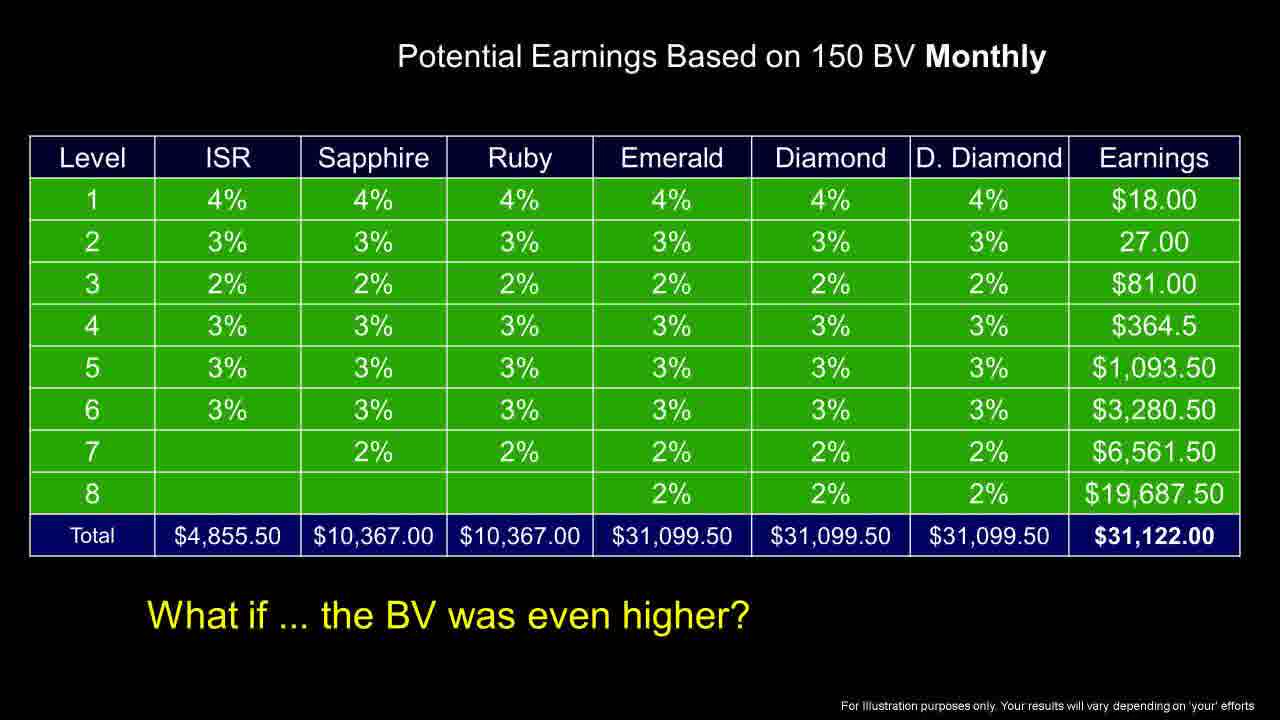 Potential Earnings Based on 150 BV Monthly
Level ISR Sapphire Ruby Emerald Diamond D. Diamond Earnings
1 4% 4% 4% 4% 4% 4% $18.00
2 3% 3% 3% 3% 3% 3% 27.00
3 2% 2% 2% 2% 2% 2% $81.00
4 3% 3% 3% 3% 3% 3% $364.5
5 3% 3% 3% 3% 3% 3% $1,093.50
6 3% 3% 3% 3% 3% 3% $3,280.50
7 2% 2% 2% 2% 2% $6,561.50
8 2% 2% 2% $19,687.50
Total $4,855.50 $10,367.00 $10,367.00 $31,099.50 $31,099.50 $31,099.50 $31,122.00
What if ... the BV was even higher?
For Illustration purposes only. Your results will vary depending on 'your' efforts